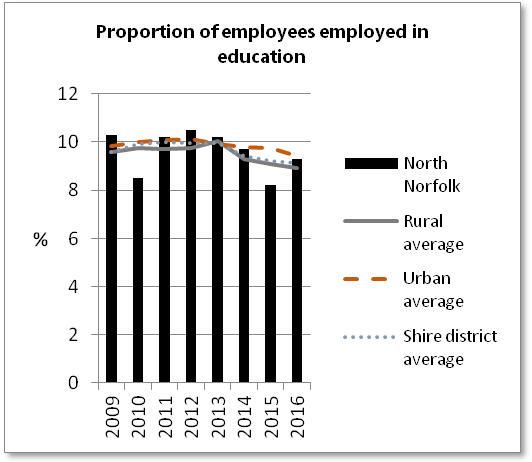 Proportion of employees employed in
education
12
10
8
6
4
2
0
%
2009
2010
2011
2012
2013
2014
2015
2016
North
Norfolk
Rural
average
Urban
average
Shire district
average